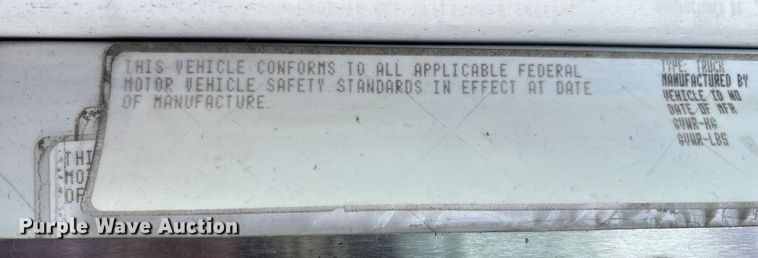 THIS VEHICLE CONFORMS TO ALL APPLICABLE FEDERAL
MOTOR VEHICLE SAFETY STANDARDS IN EFFECT AT DATE
OF MANUFACTURE.
TYPE: TRUCK
MANUFACTURED BY
VEHICLE ID NO
DATE OF MFR
GVWR-KG
GVWR-LBS
THI
MOT
OF
Purple Wave Auction